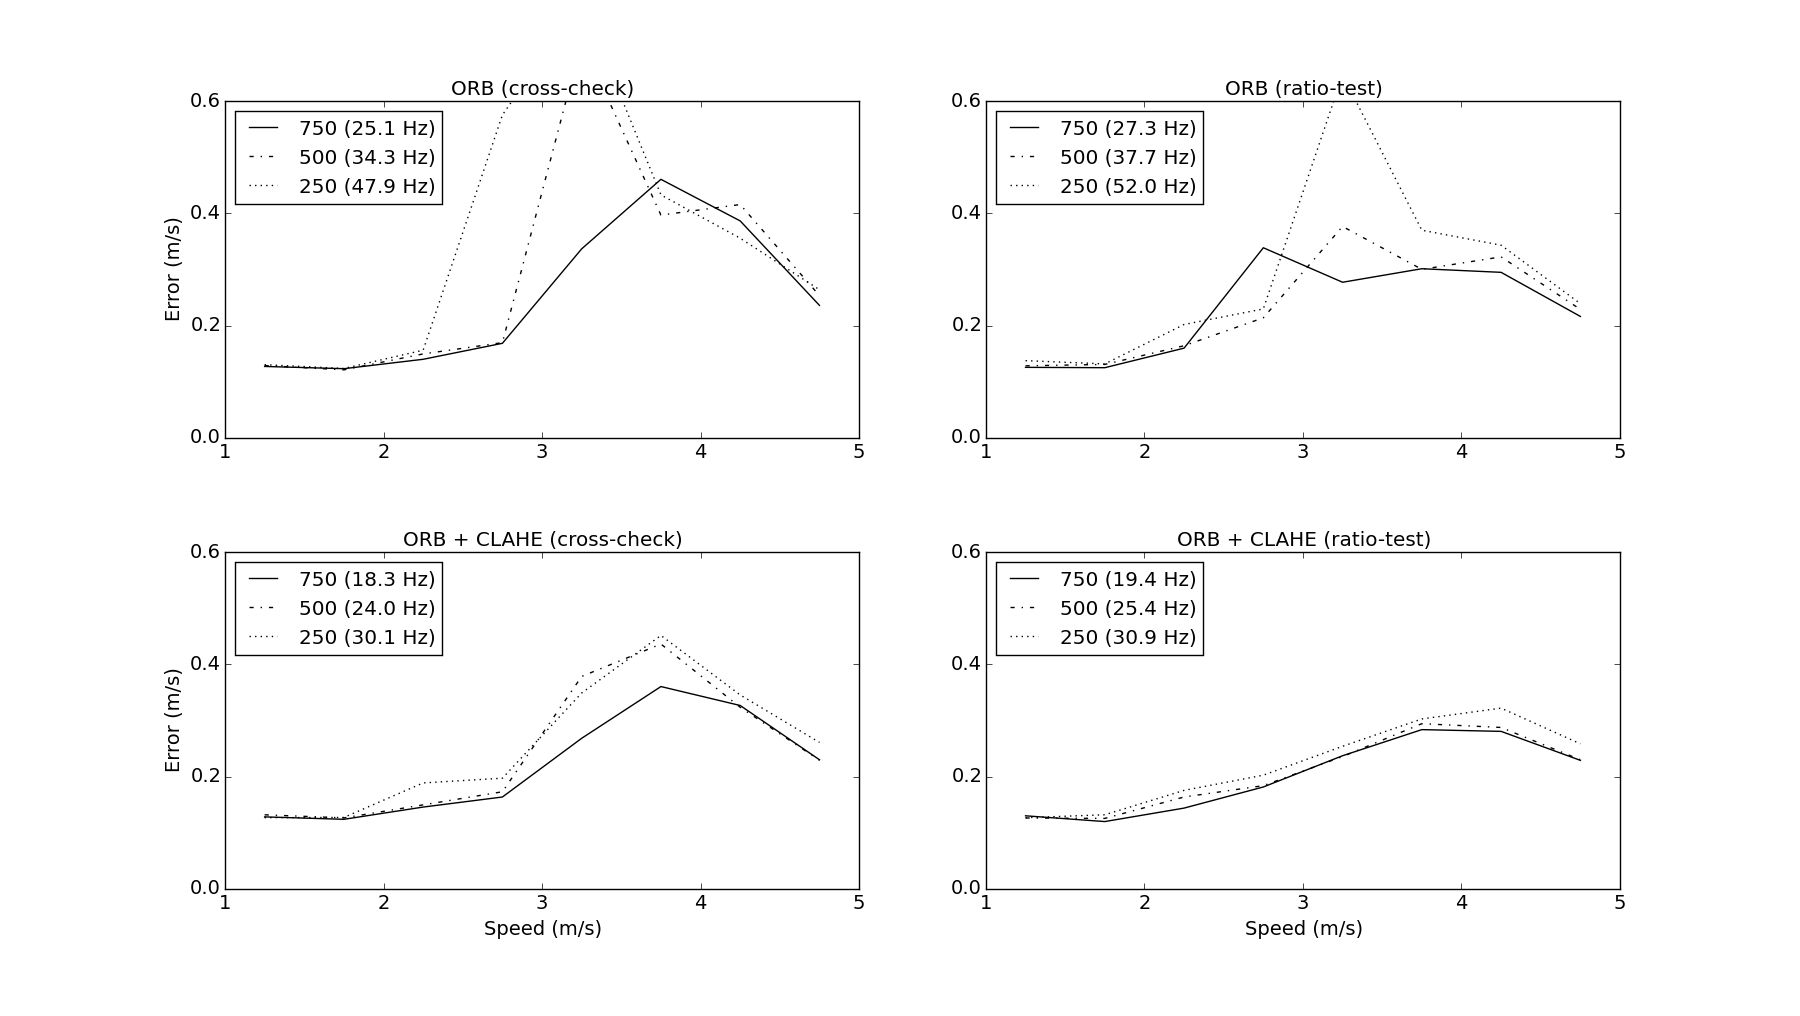 ORB (cross-check)
0.6
0.4
0.2
0.0
Error (m/s)
750 (25.1 Hz)
500 (34.3 Hz)
250 (47.9 Hz)
1 2 3 4 5
ORB (ratio-test)
0.6
0.4
0.2
0.0
750 (27.3 Hz)
500 (37.7 Hz)
250 (52.0 Hz)
1 2 3 4 5
ORB + CLAHE (cross-check)
0.6
0.4
0.2
0.0
Error (m/s)
750 (18.3 Hz)
500 (24.0 Hz)
250 (30.1 Hz)
1 2 3 4 5
Speed (m/s)
ORB + CLAHE (ratio-test)
0.6
0.4
0.2
0.0
750 (19.4 Hz)
500 (25.4 Hz)
250 (30.9 Hz)
1 2 3 4 5
Speed (m/s)